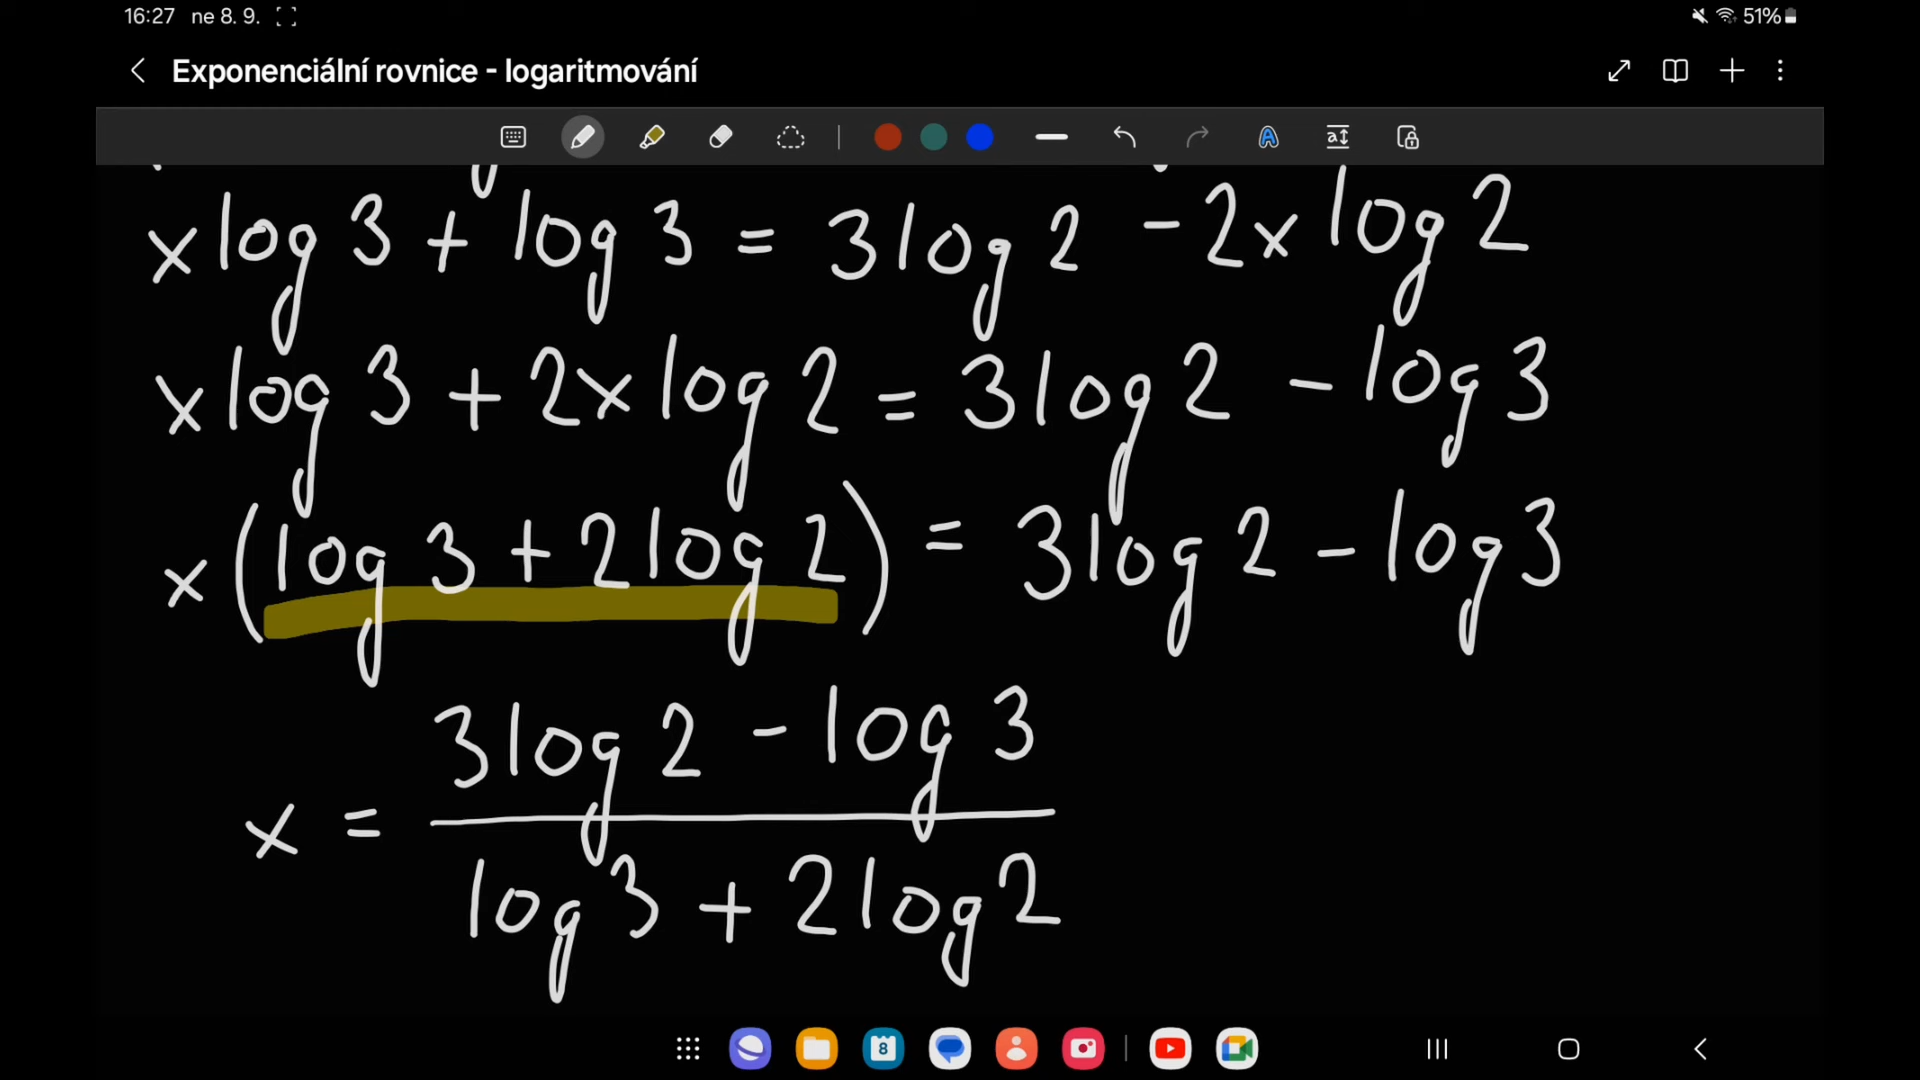 16:27 ne 8. 9. 51%
Exponenciální rovnice - logaritmování
x log 3 + log 3 = 3 log 2 - 2x log 2
x log 3 + 2x log 2 = 3 log 2 - log 3
x (log 3 + 2 log 2) = 3 log 2 - log 3
3 log 2 - log 3
x =
log 3 + 2 log 2
8